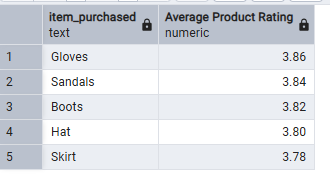 item_purchased Average Product Rating
text numeric
1 Gloves 3.86
2 Sandals 3.84
3 Boots 3.82
4 Hat 3.80
5 Skirt 3.78